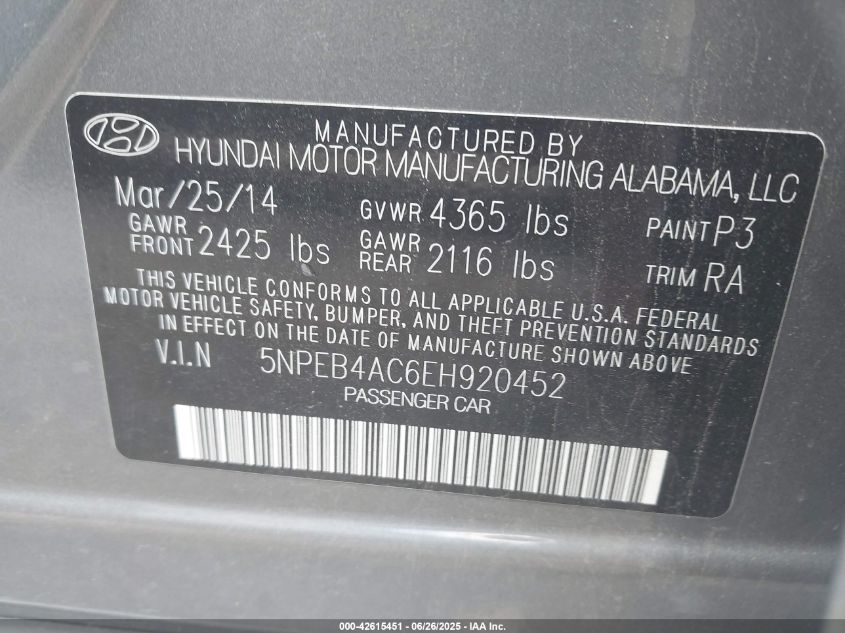 MANUFACTURED BY
HYUNDAI MOTOR MANUFACTURING ALABAMA, LLC
Mar/25/14 GVWR 4365 lbs PAINT P3
GAWR FRONT 2425 lbs GAWR REAR 2116 lbs TRIM RA
THIS VEHICLE CONFORMS TO ALL APPLICABLE U.S.A. FEDERAL
MOTOR VEHICLE SAFETY, BUMPER, AND THEFT PREVENTION STANDARDS
IN EFFECT ON THE DATE OF MANUFACTURE SHOWN ABOVE
V.I.N 5NPEB4AC6EH920452
PASSENGER CAR
000-42615451 - 06/26/2025 - IAA Inc.